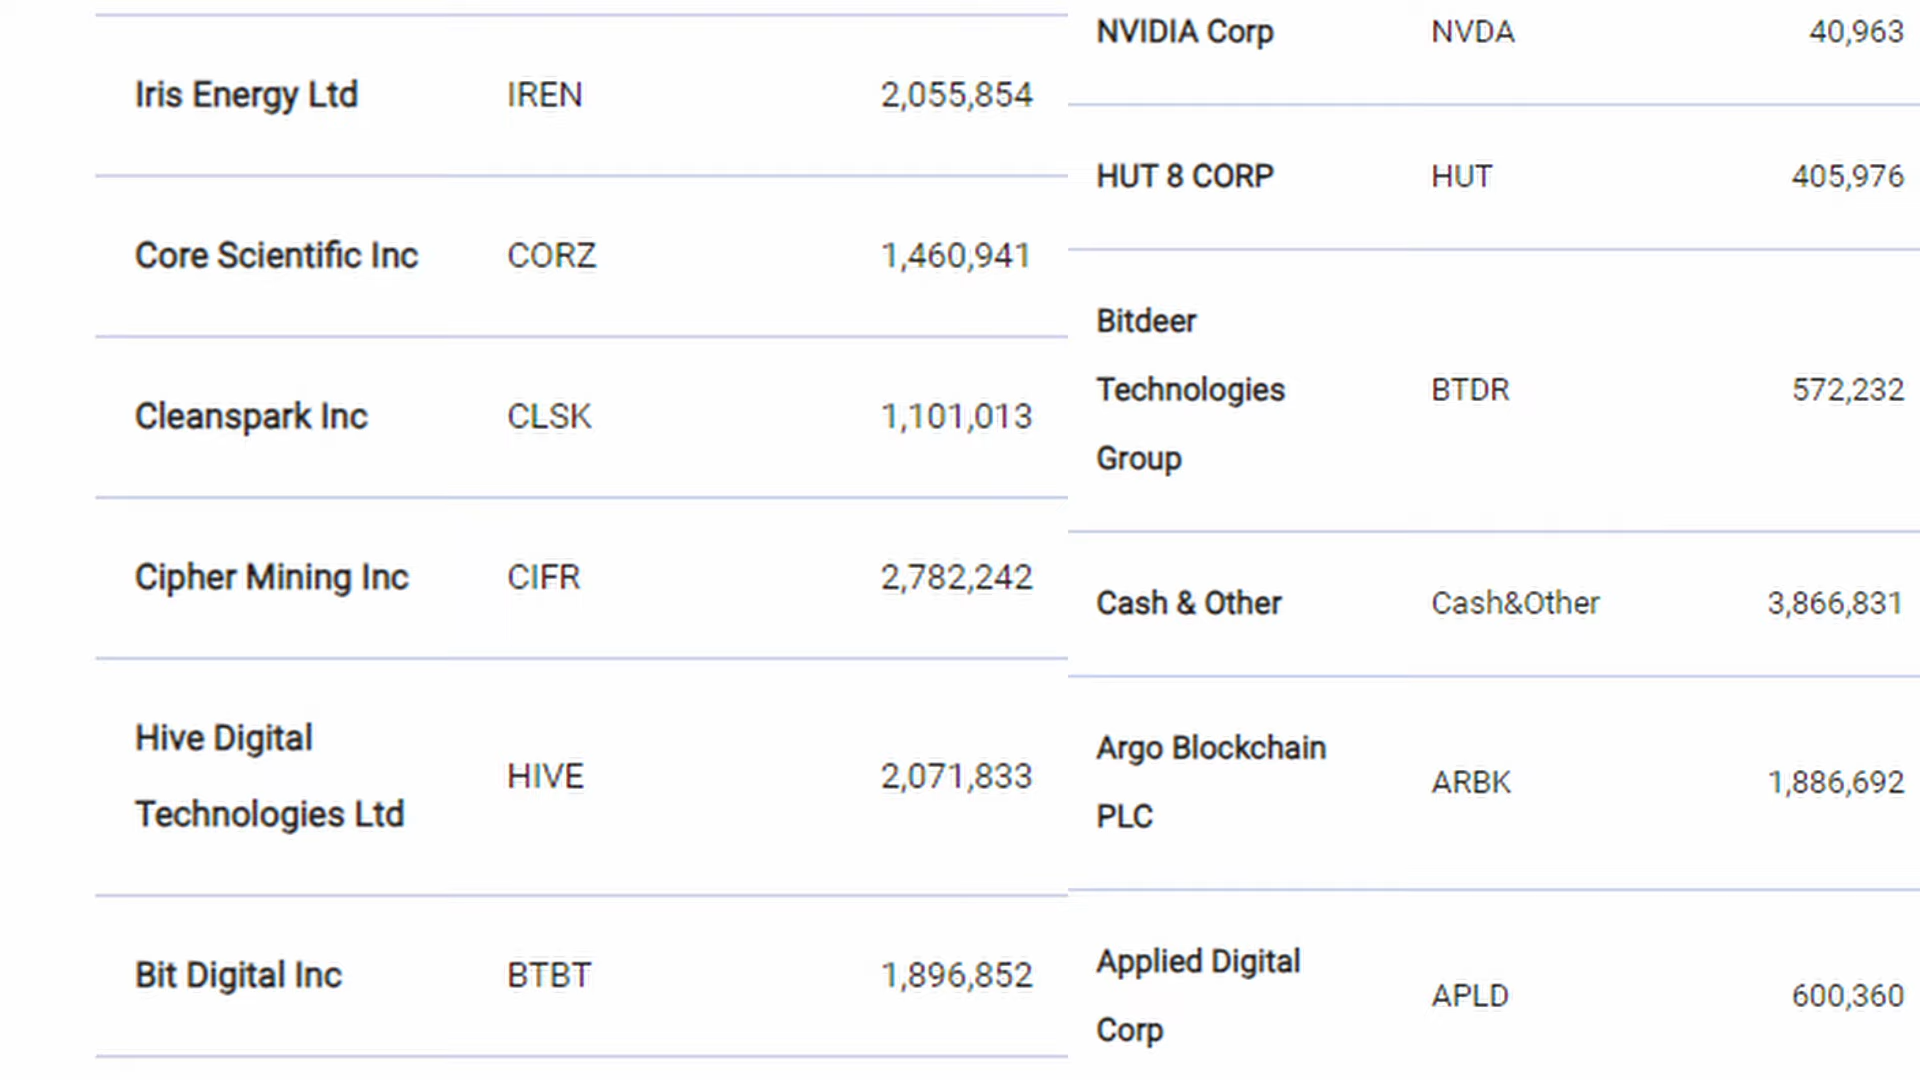 Iris Energy Ltd IREN 2,055,854
Core Scientific Inc CORZ 1,460,941
Cleanspark Inc CLSK 1,101,013
Cipher Mining Inc CIFR 2,782,242
Hive Digital
HIVE 2,071,833
Technologies Ltd
Bit Digital Inc BTBT 1,896,852
NVIDIA Corp NVDA 40,963
HUT 8 CORP HUT 405,976
Bitdeer
Technologies BTDR 572,232
Group
Cash & Other Cash&Other 3,866,831
Argo Blockchain
ARBK 1,886,692
PLC
Applied Digital
APLD 600,360
Corp